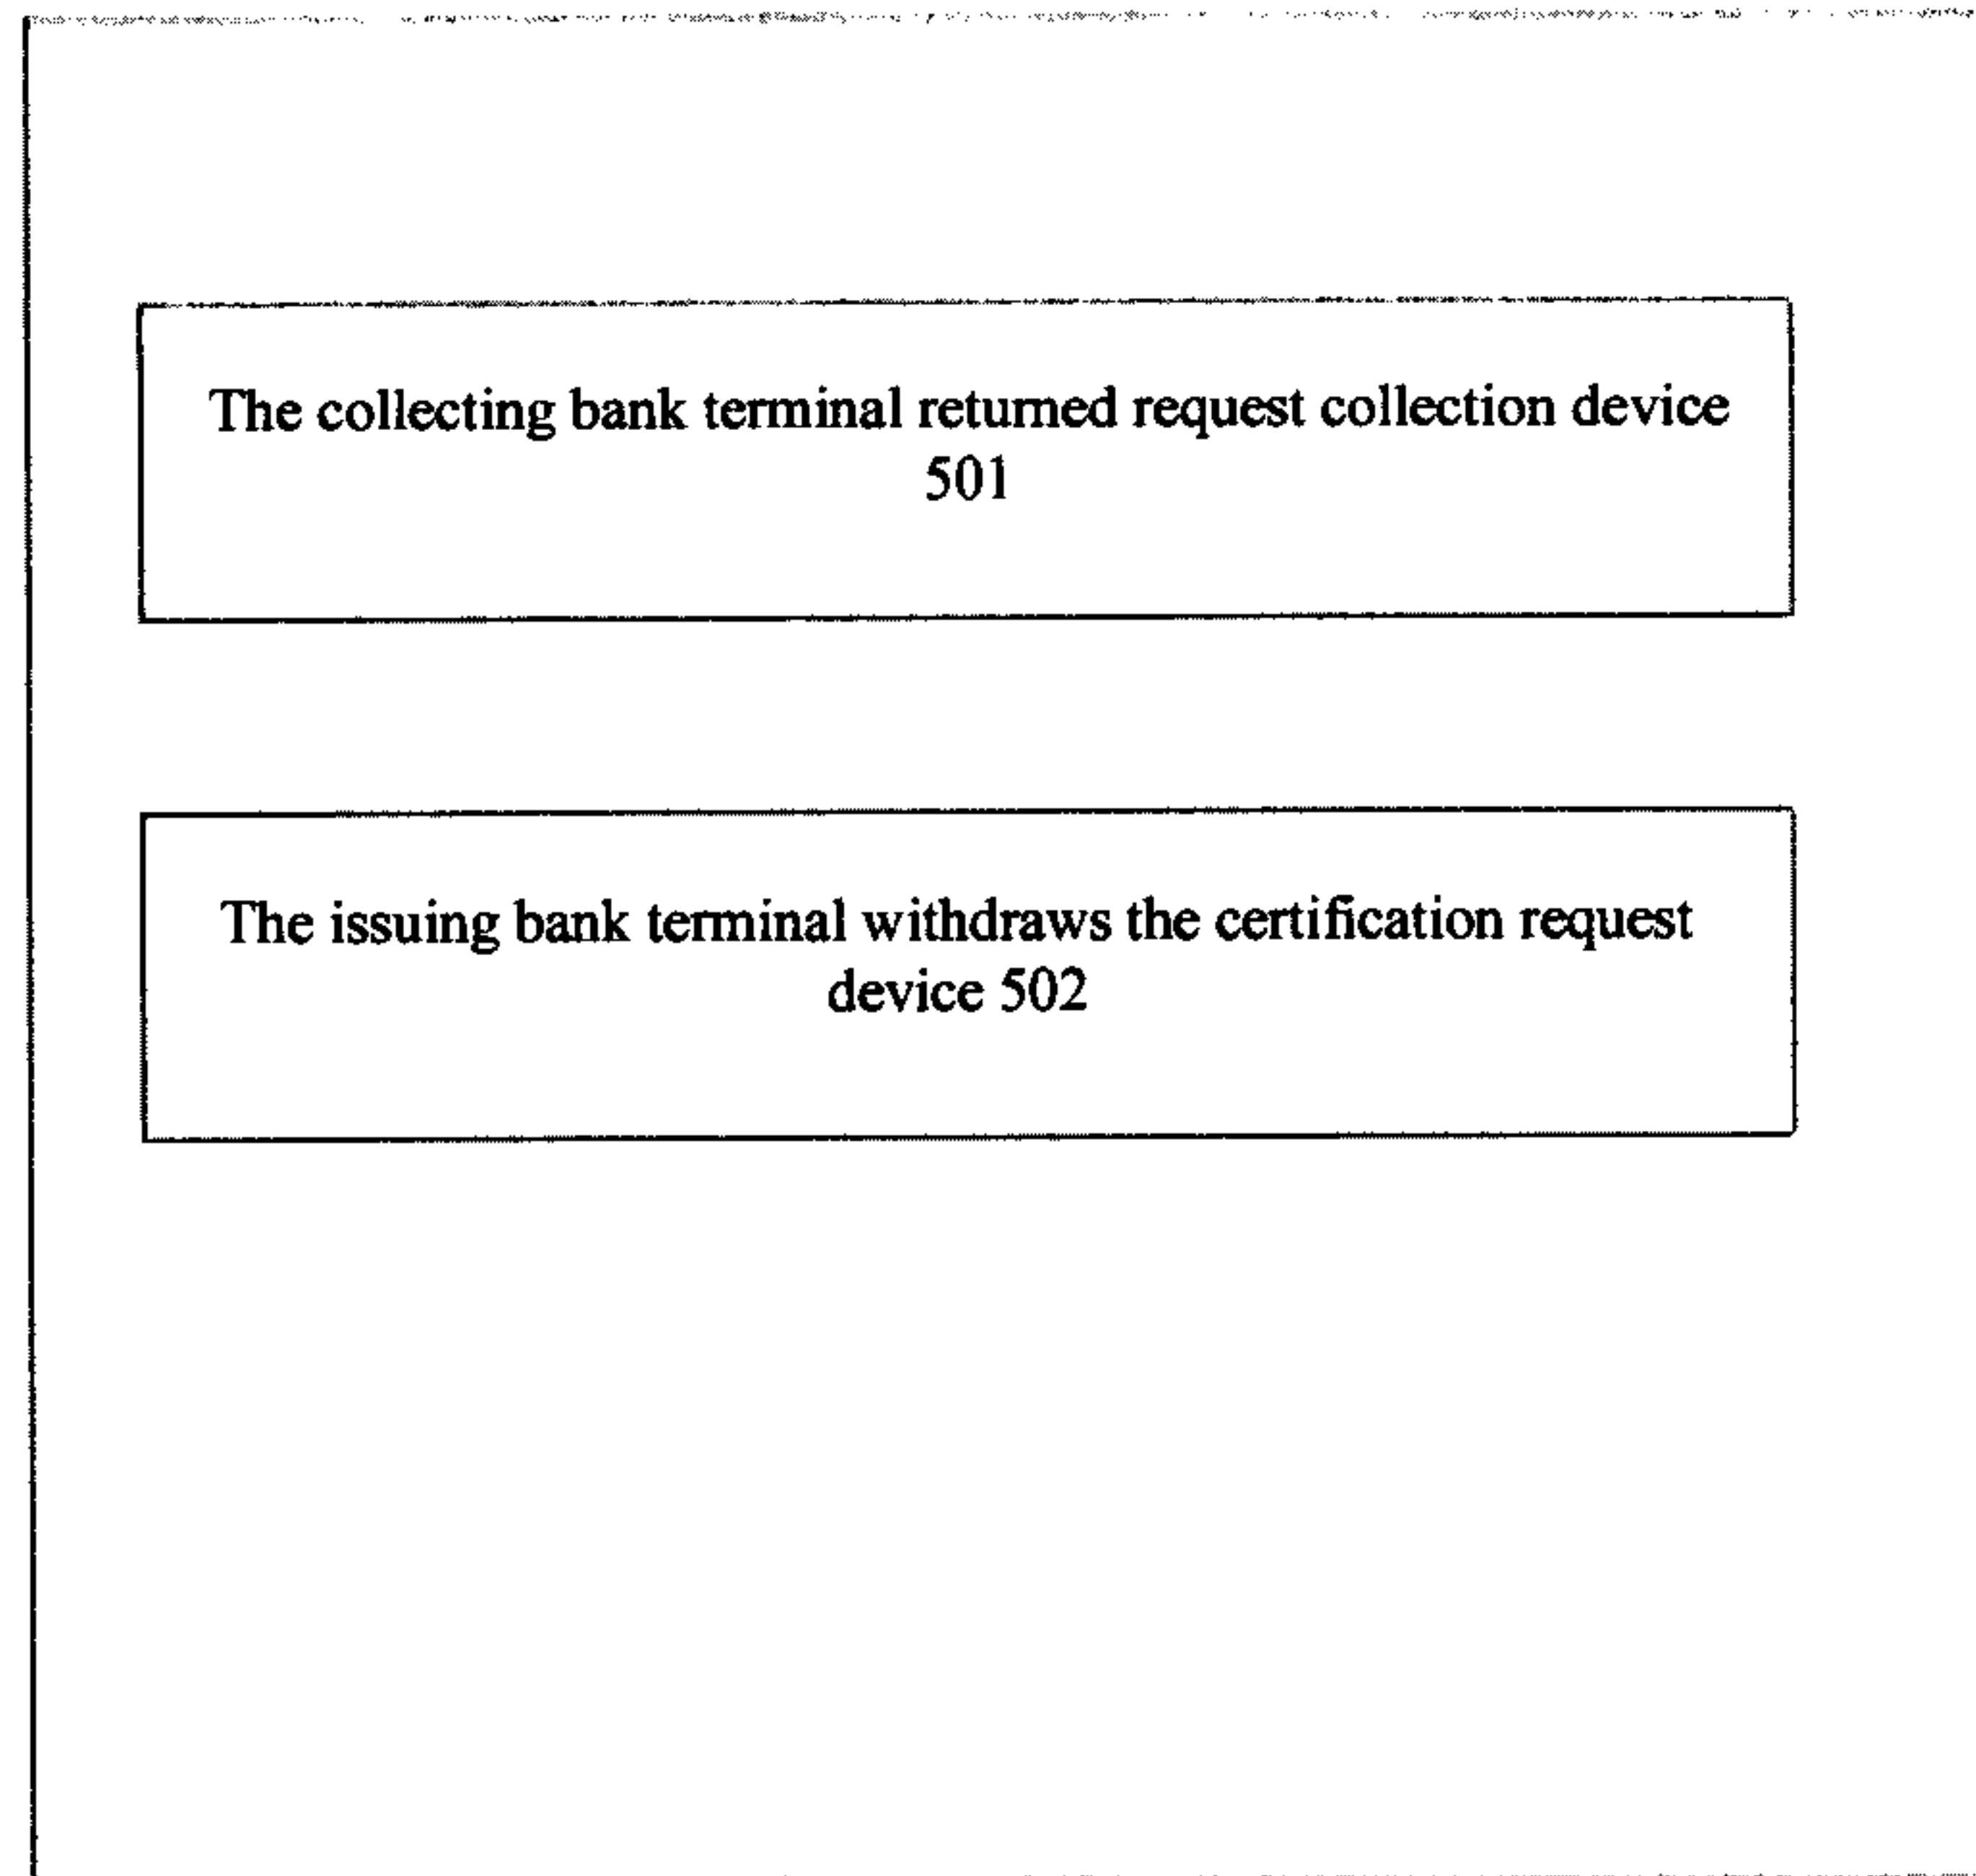 The collecting bank terminal returned request collection device
501
The issuing bank terminal withdraws the certification request
device 502